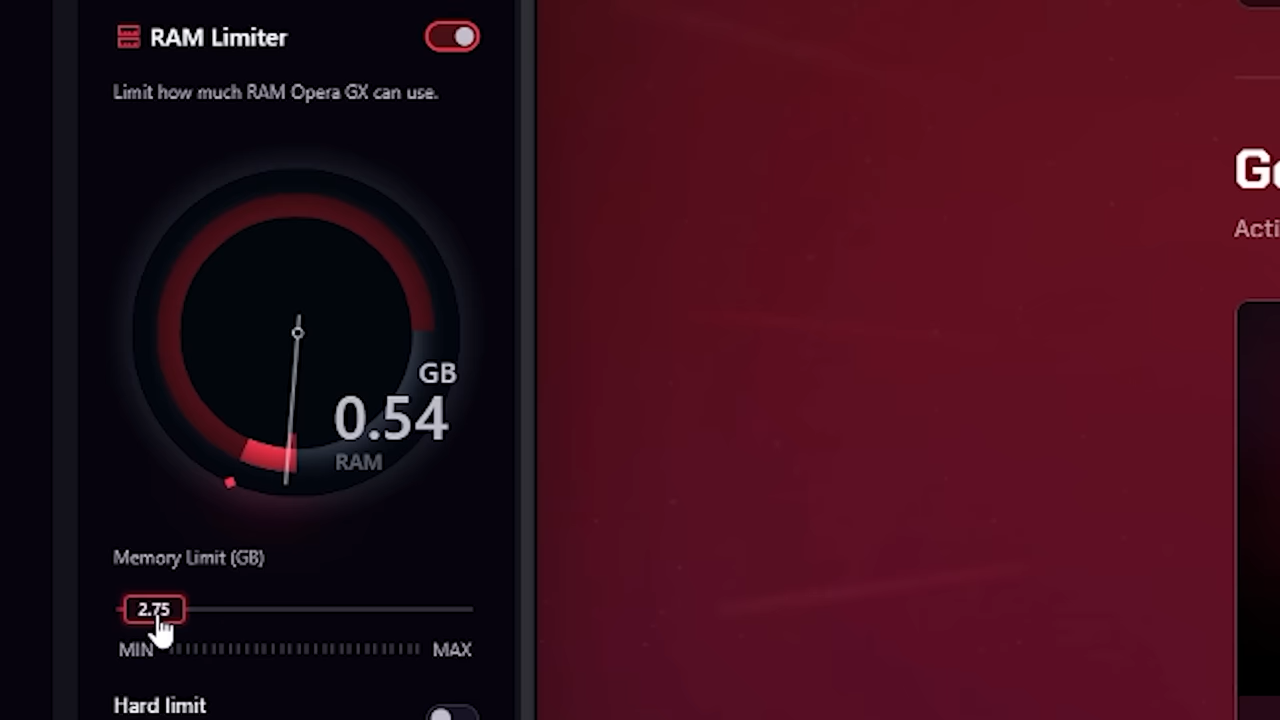 RAM Limiter
Limit how much RAM Opera GX can use.
GB
0.54
RAM
Memory Limit (GB)
2.75
MIN MAX
Hard limit